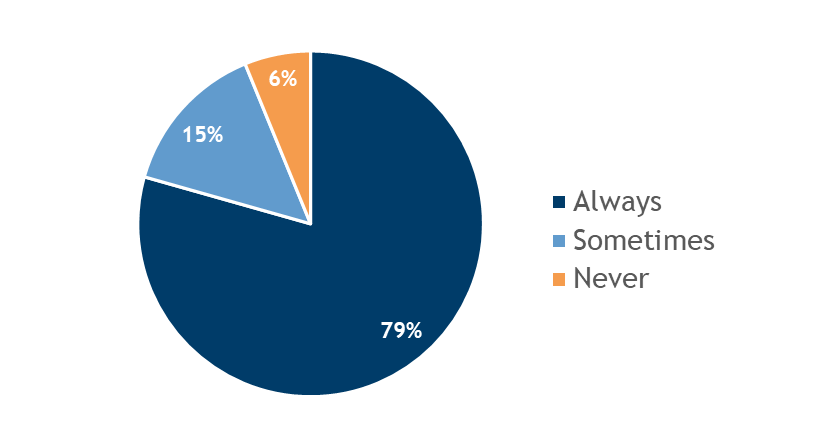 6%
15%
79%
Always
Sometimes
Never